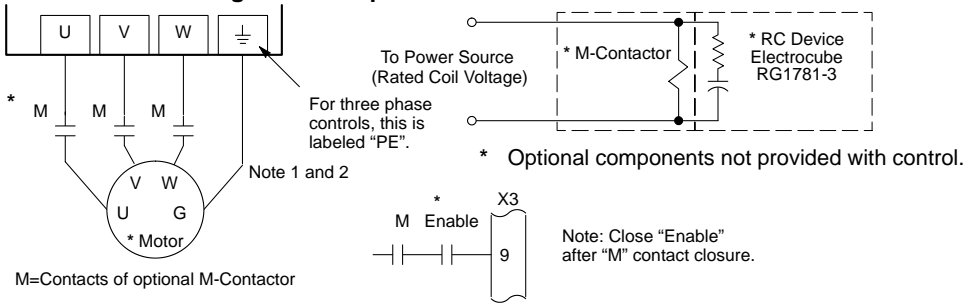 U V W
* M M M
For three phase
controls, this is
labeled “PE”.
Note 1 and 2
V W
U G
* Motor
M=Contacts of optional M-Contactor
To Power Source
(Rated Coil Voltage)
* M-Contactor
* RC Device
Electrocube
RG1781-3
* Optional components not provided with control.
*
M Enable
X3
9
Note: Close “Enable”
after “M” contact closure.